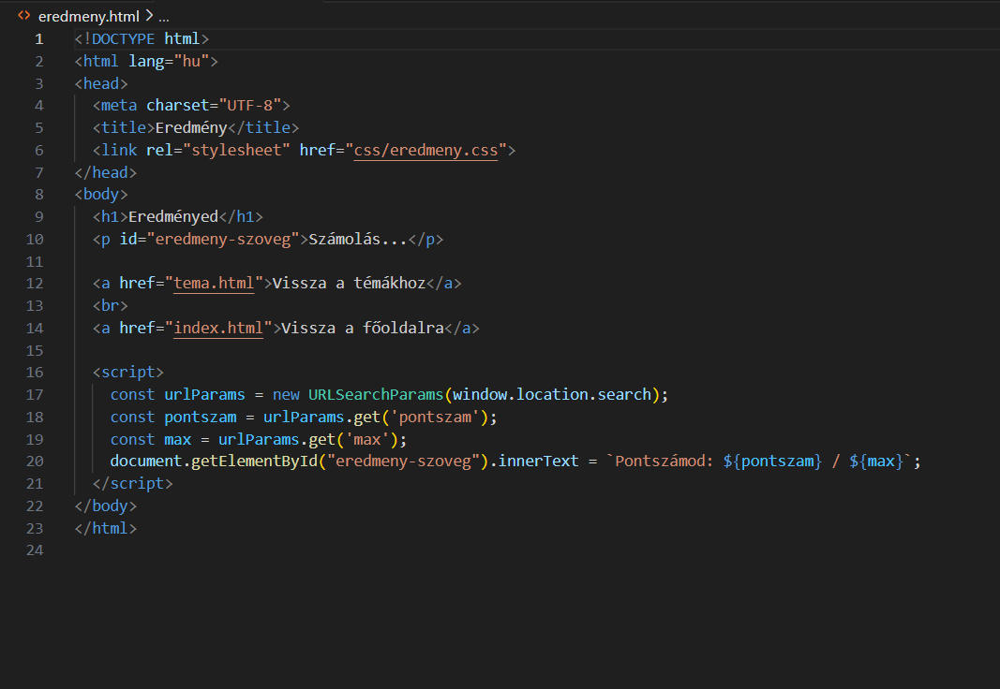 <> eredmeny.html > ...
1 <!DOCTYPE html>
2 <html lang="hu">
3 <head>
4 <meta charset="UTF-8">
5 <title>Eredmény</title>
6 <link rel="stylesheet" href="css/eredmeny.css">
7 </head>
8 <body>
9 <h1>Eredményed</h1>
10 <p id="eredmeny-szoveg">Számolás...</p>
11
12 <a href="tema.html">Vissza a témákhoz</a>
13 <br>
14 <a href="index.html">Vissza a főoldalra</a>
15
16 <script>
17 const urlParams = new URLSearchParams(window.location.search);
18 const pontszam = urlParams.get('pontszam');
19 const max = urlParams.get('max');
20 document.getElementById("eredmeny-szoveg").innerText = `Pontszámod: ${pontszam} / ${max}`;
21 </script>
22 </body>
23 </html>
24